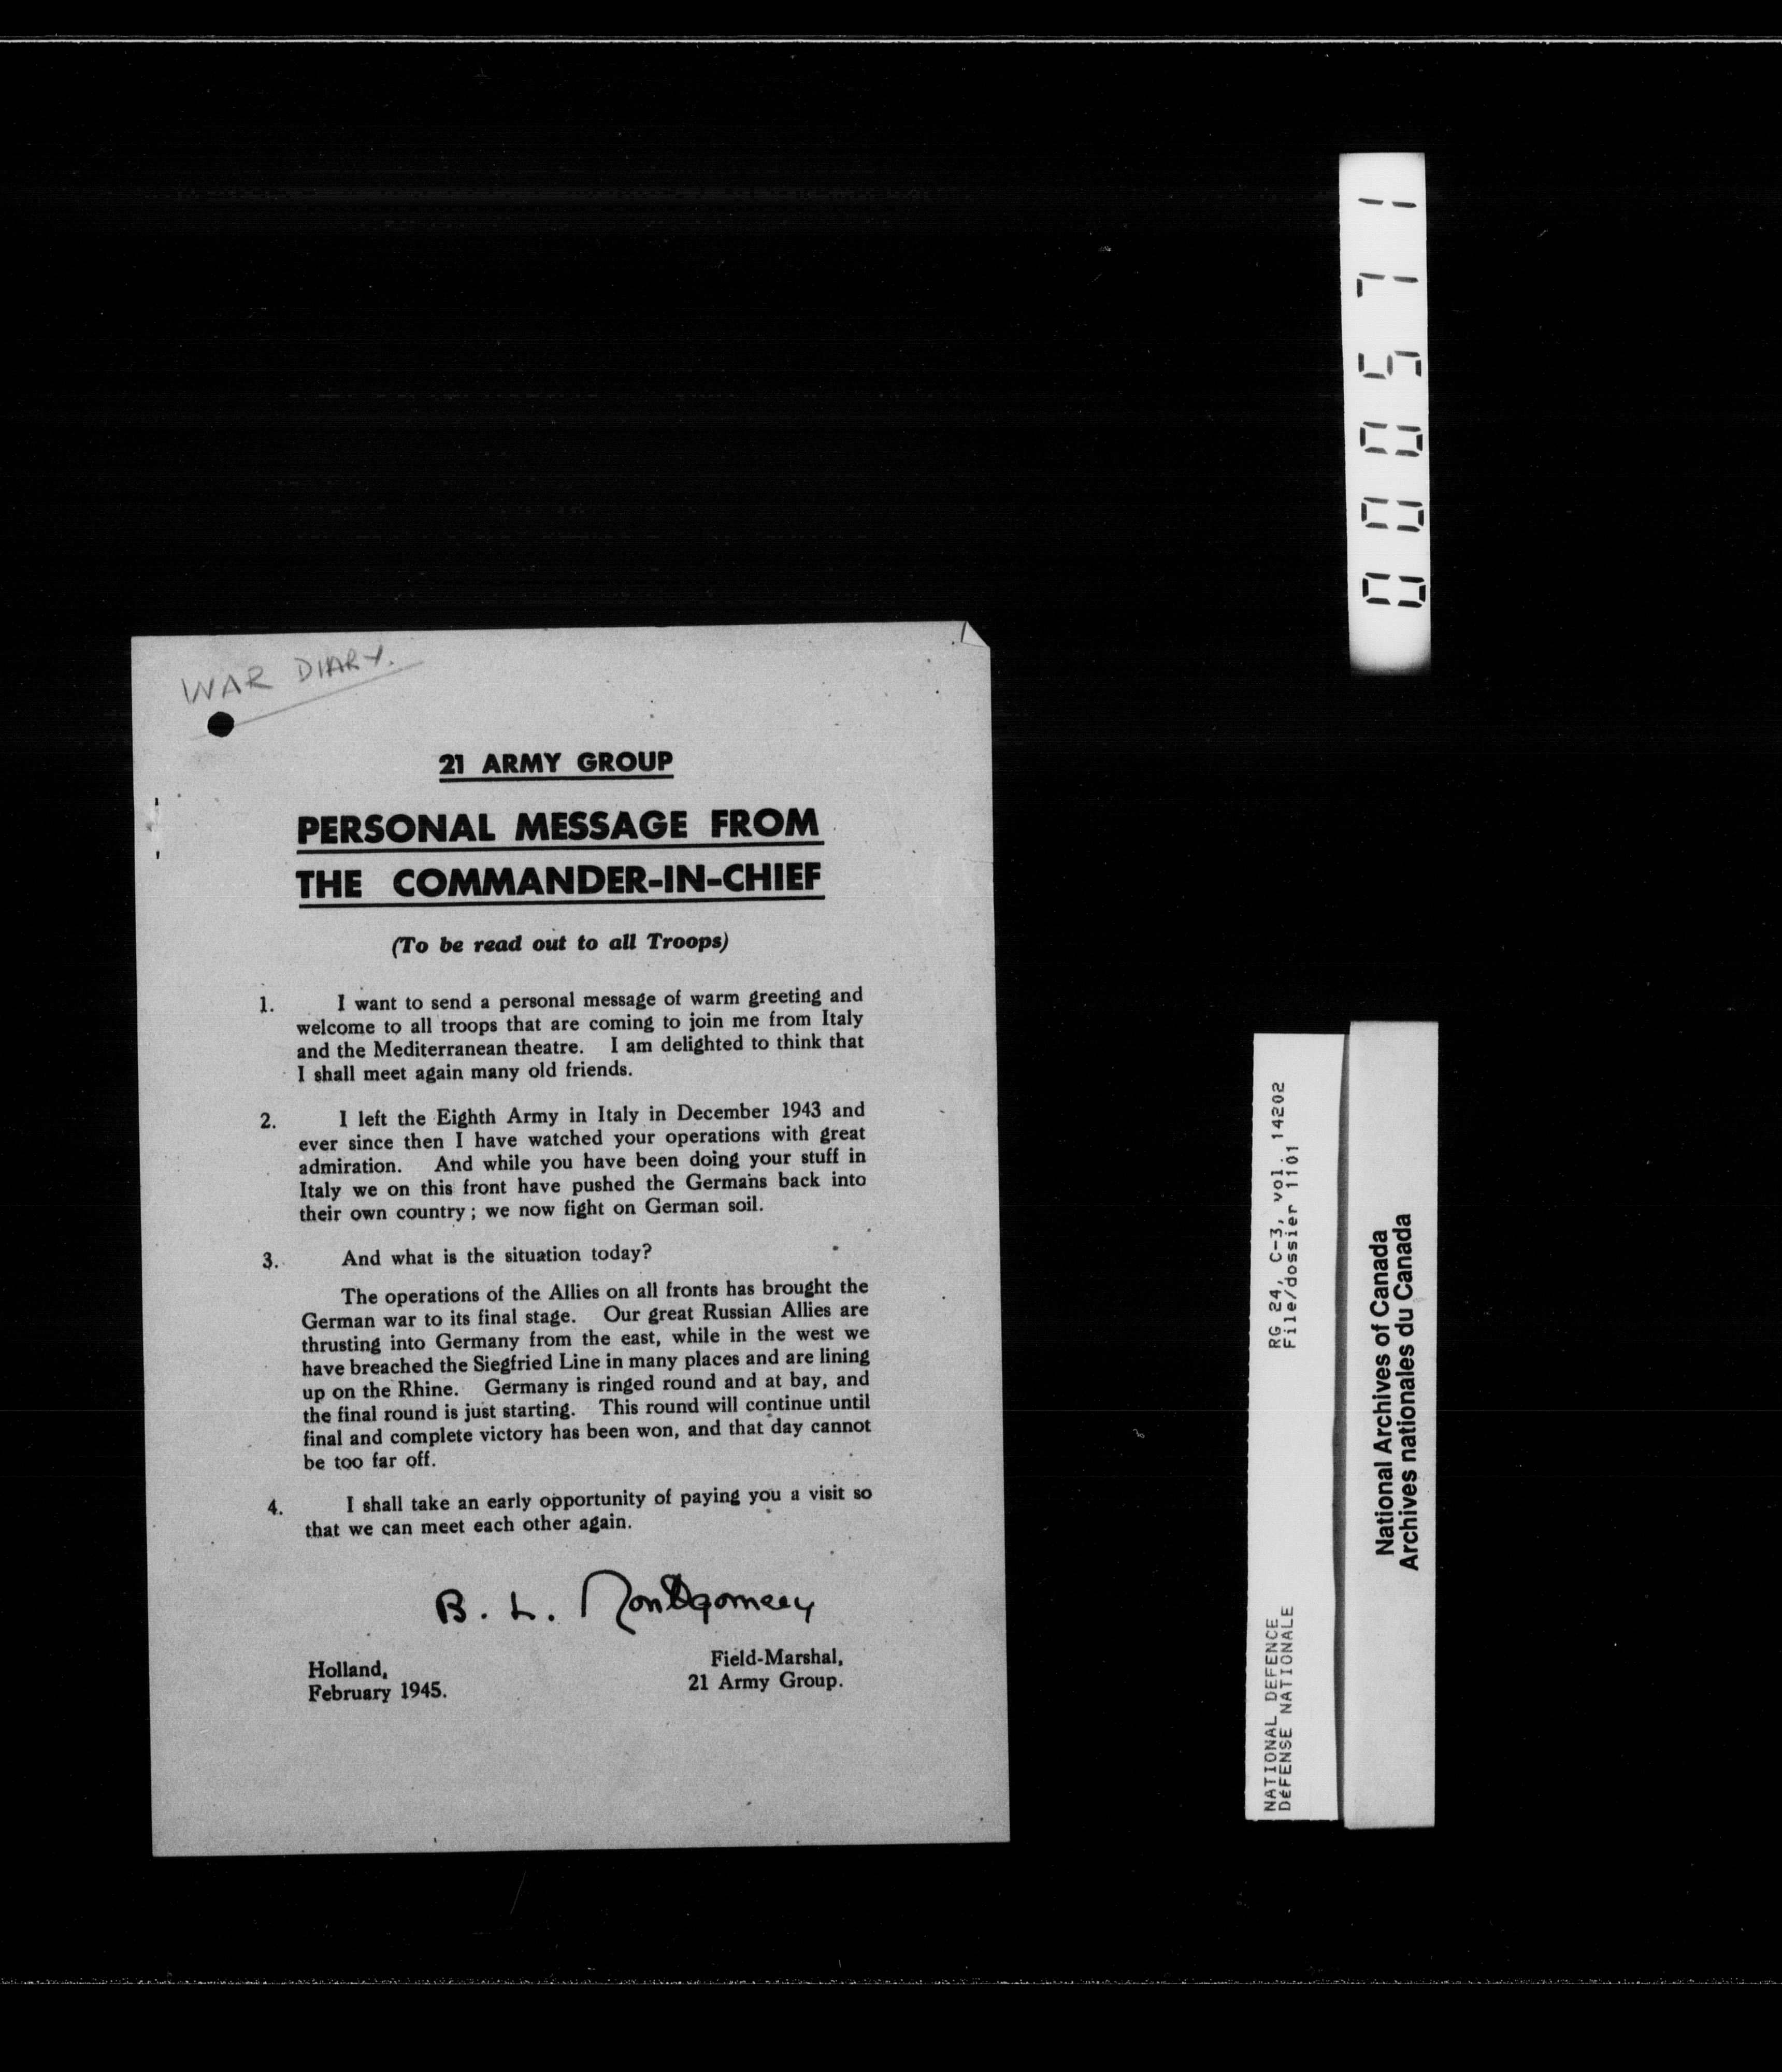 WAR DIARY.
21 ARMY GROUP
PERSONAL MESSAGE FROM
THE COMMANDER-IN-CHIEF
(To be read out to all Troops)
1. I want to send a personal message of warm greeting and
welcome to all troops that are coming to join me from Italy
and the Mediterranean theatre. I am delighted to think that
I shall meet again many old friends.
2. I left the Eighth Army in Italy in December 1943 and
ever since then I have watched your operations with great
admiration. And while you have been doing your stuff in
Italy we on this front have pushed the Germans back into
their own country ; we now fight on German soil.
3. And what is the situation today?
The operations of the Allies on all fronts has brought the
German war to its final stage. Our great Russian Allies are
thrusting into Germany from the east, while in the west we
have breached the Siegfried Line in many places and are lining
up on the Rhine. Germany is ringed round and at bay, and
the final round is just starting. This round will continue until
final and complete victory has been won, and that day cannot
be too far off.
4. I shall take an early opportunity of paying you a visit so
that we can meet each other again.
B. L. Montgomery
Field-Marshal,
21 Army Group.
Holland,
February 1945.
000571
NATIONAL DEFENCE RG 24, C-3, vol. 14202
DéFENSE NATIONALE File/dossier 1101
National Archives of Canada
Archives nationales du Canada